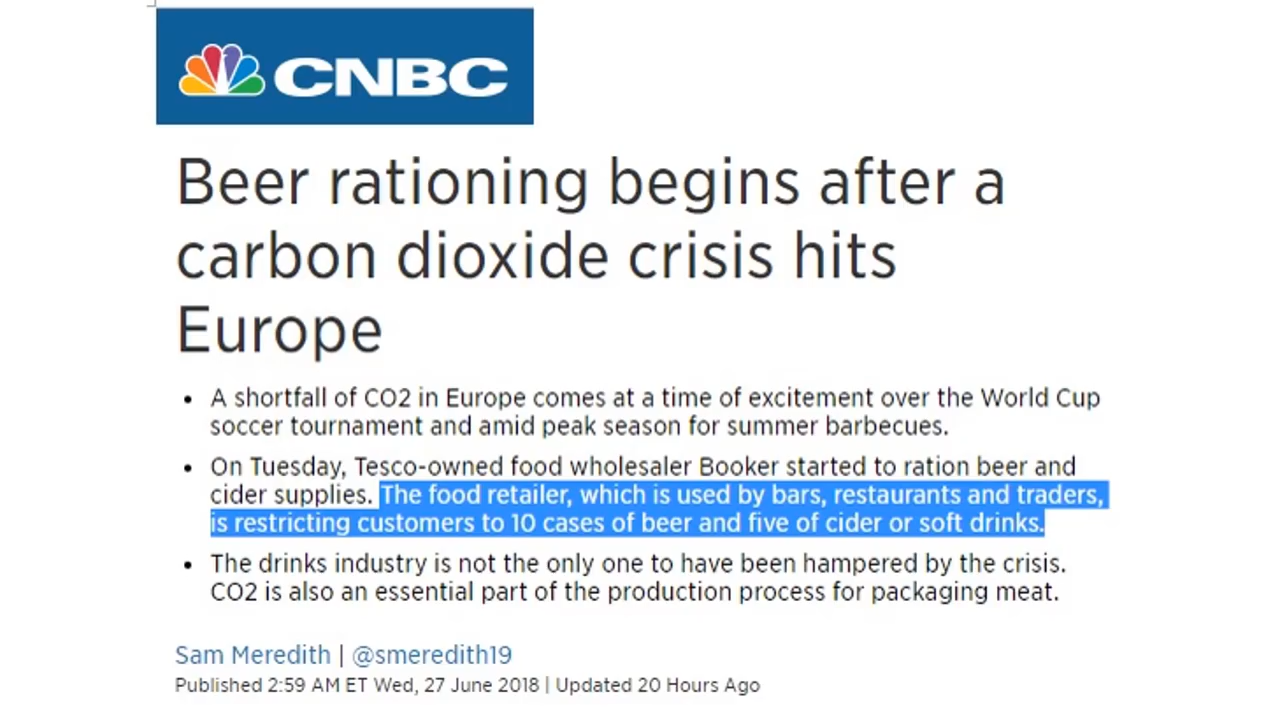 CNBC
Beer rationing begins after a
carbon dioxide crisis hits
Europe
• A shortfall of CO2 in Europe comes at a time of excitement over the World Cup
soccer tournament and amid peak season for summer barbecues.
• On Tuesday, Tesco-owned food wholesaler Booker started to ration beer and
cider supplies. The food retailer, which is used by bars, restaurants and traders,
is restricting customers to 10 cases of beer and five of cider or soft drinks.
• The drinks industry is not the only one to have been hampered by the crisis.
CO2 is also an essential part of the production process for packaging meat.
Sam Meredith | @smeredith19
Published 2:59 AM ET Wed, 27 June 2018 | Updated 20 Hours Ago